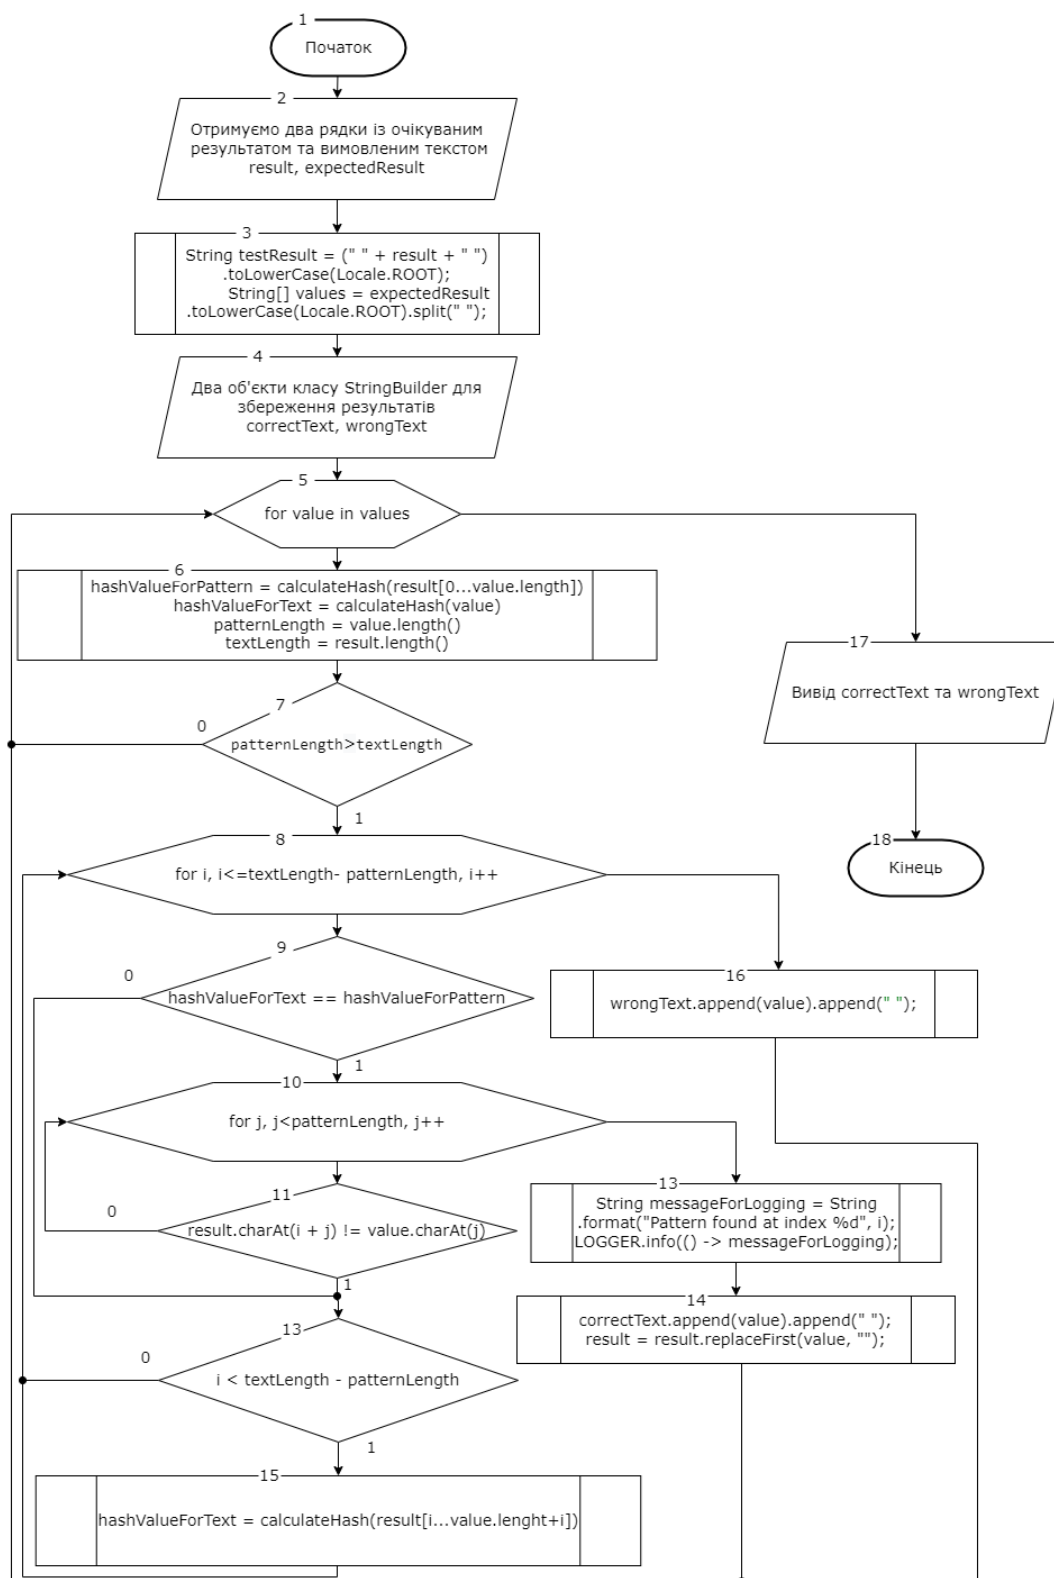 1
Початок
2
Отримуємо два рядки із очікуваним
результатом та вимовленим текстом
result, expectedResult
3
String testResult = (" " + result + " ")
.toLowerCase(Locale.ROOT);
String[] values = expectedResult
.toLowerCase(Locale.ROOT).split(" ");
4
Два об'єкти класу StringBuilder для
збереження результатів
correctText, wrongText
5
for value in values
6
hashValueForPattern = calculateHash(result[0...value.length])
hashValueForText = calculateHash(value)
patternLength = value.length()
textLength = result.length()
17
Вивід correctText та wrongText
7
0
patternLength>textLength
1
8
for i, i<=textLength- patternLength, i++
18
Кінець
9
0
hashValueForText == hashValueForPattern
1
16
wrongText.append(value).append(" ");
10
for j, j<patternLength, j++
11
0
result.charAt(i + j) != value.charAt(j)
1
13
String messageForLogging = String
.format("Pattern found at index %d", i);
LOGGER.info(() -> messageForLogging);
14
correctText.append(value).append(" ");
result = result.replaceFirst(value, "");
13
0
i < textLength - patternLength
1
15
hashValueForText = calculateHash(result[i...value.lenght+i])